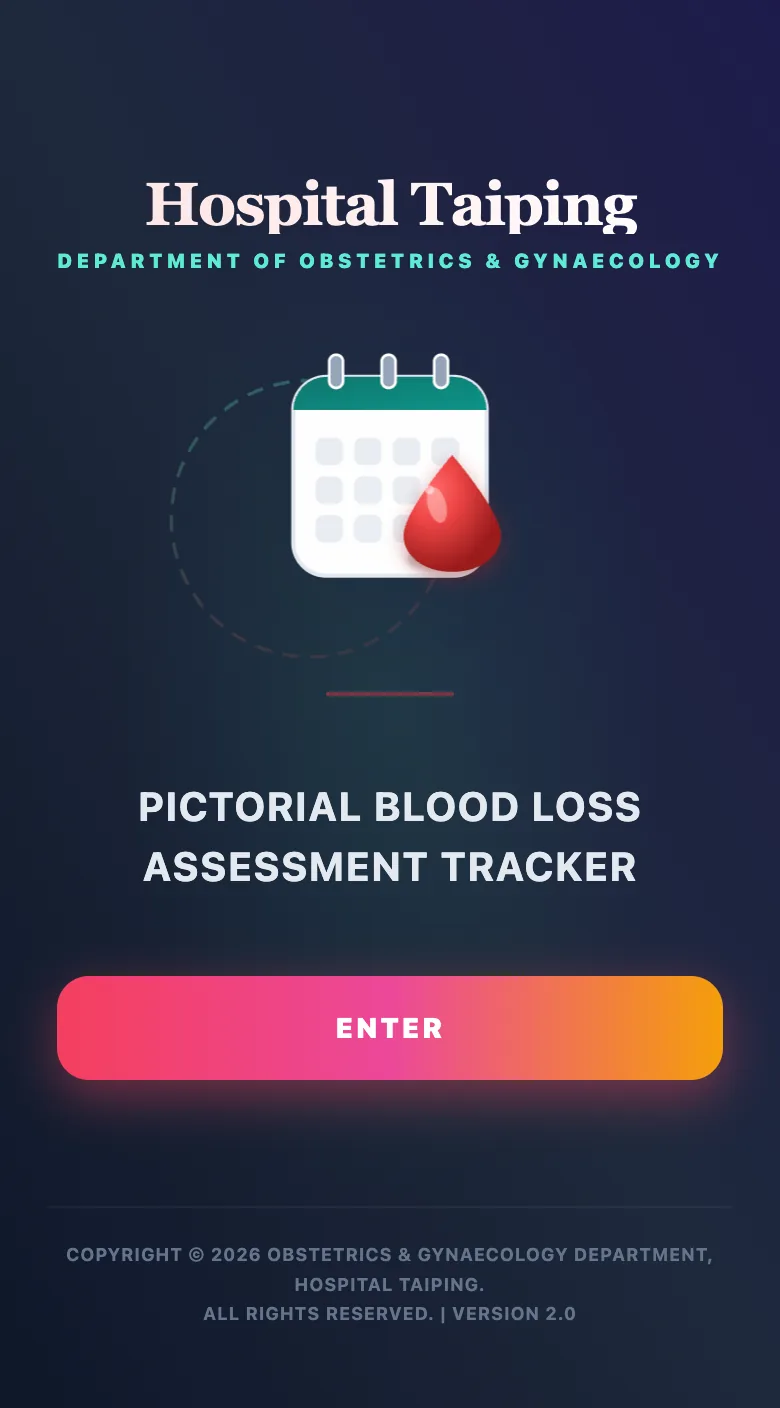 Hospital Taiping
DEPARTMENT OF OBSTETRICS & GYNAECOLOGY
PICTORIAL BLOOD LOSS
ASSESSMENT TRACKER
ENTER
COPYRIGHT © 2026 OBSTETRICS & GYNAECOLOGY DEPARTMENT,
HOSPITAL TAIPING.
ALL RIGHTS RESERVED. | VERSION 2.0